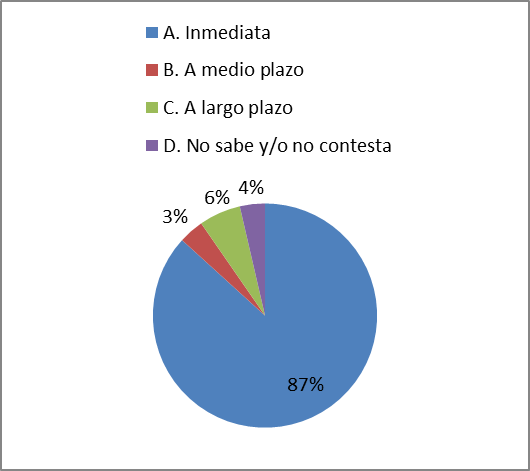 A. Inmediata
B. A medio plazo
C. A largo plazo
D. No sabe y/o no contesta
4%
6%
3%
87%